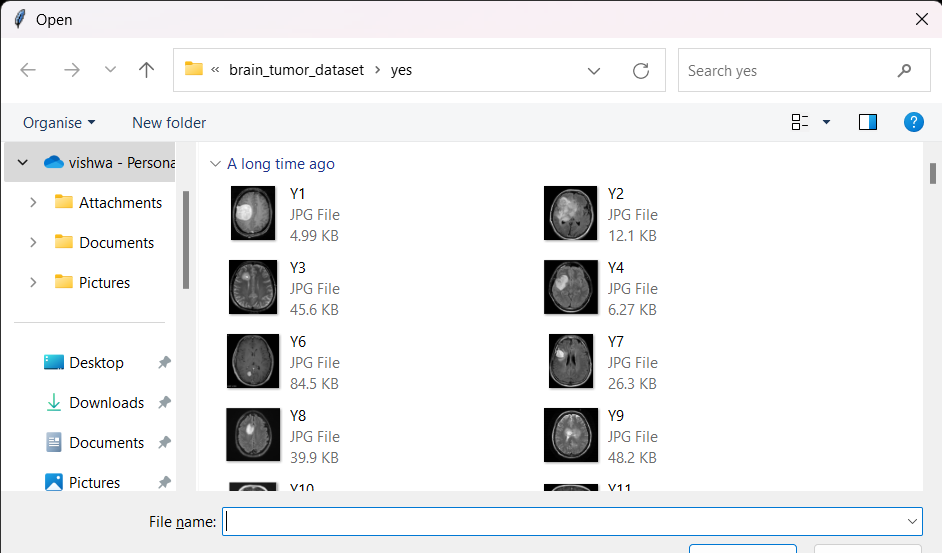 Open
« brain_tumor_dataset > yes
Search yes
Organise
New folder
vishwa - Persona
Attachments
Documents
Pictures
Desktop
Downloads
Documents
Pictures
A long time ago
Y1
JPG File
4.99 KB
Y2
JPG File
12.1 KB
Y3
JPG File
45.6 KB
Y4
JPG File
6.27 KB
Y6
JPG File
84.5 KB
Y7
JPG File
26.3 KB
Y8
JPG File
39.9 KB
Y9
JPG File
48.2 KB
Y10
Y11
File name: